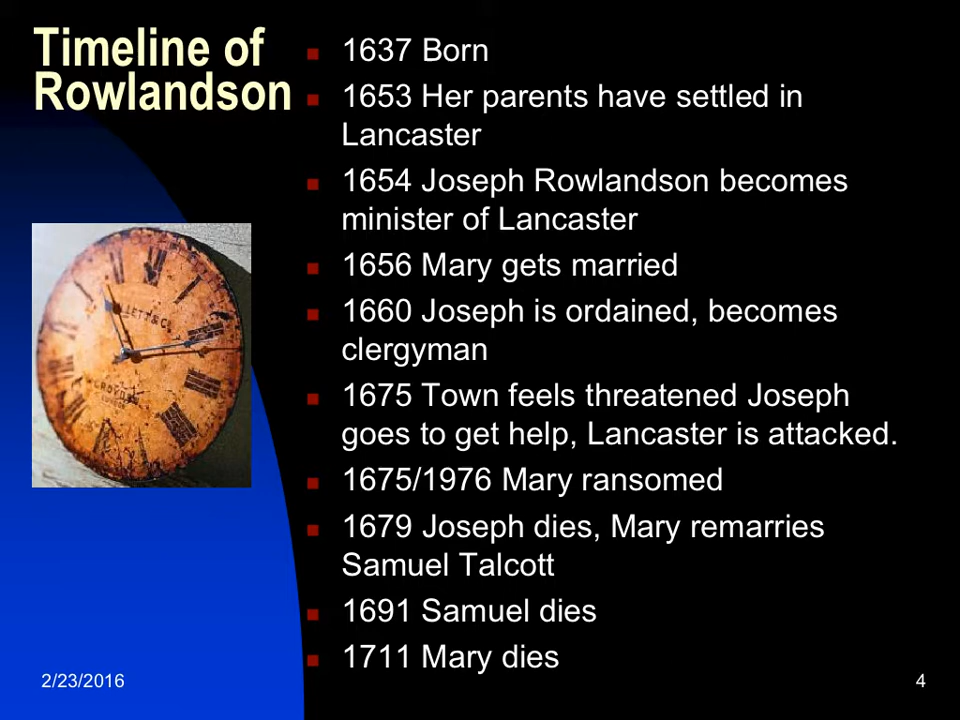 Timeline of
Rowlandson
1637 Born
1653 Her parents have settled in
Lancaster
1654 Joseph Rowlandson becomes
minister of Lancaster
1656 Mary gets married
1660 Joseph is ordained, becomes
clergyman
1675 Town feels threatened Joseph
goes to get help, Lancaster is attacked.
1675/1976 Mary ransomed
1679 Joseph dies, Mary remarries
Samuel Talcott
1691 Samuel dies
1711 Mary dies
2/23/2016
4